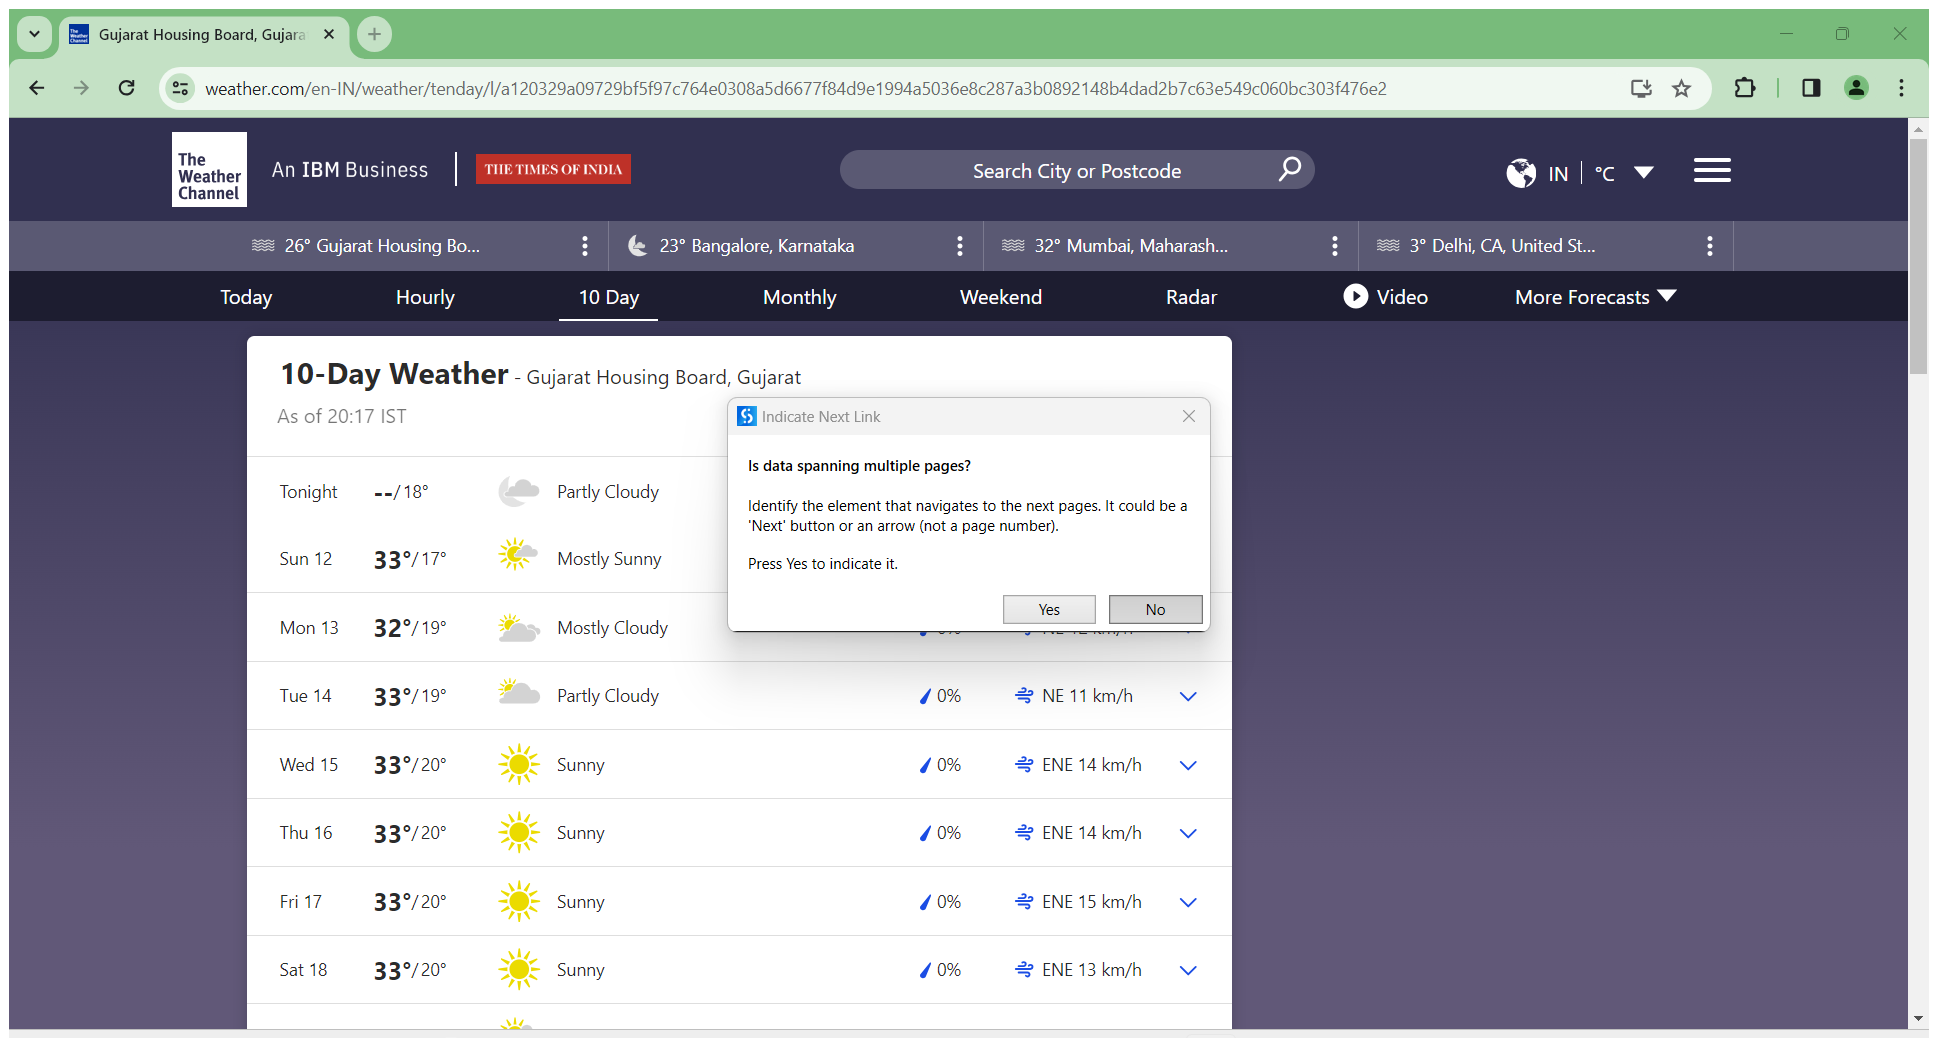 Gujarat Housing Board, Gujara
weather.com/en-IN/weather/tenday/l/a120329a09729bf5f97c764e0308a5d6677f84d9e1994a5036e8c287a3b0892148b4dad2b7c63e549c060bc303f476e2
The Weather Channel
An IBM Business
THE TIMES OF INDIA
Search City or Postcode
IN
°C
26° Gujarat Housing Bo...
23° Bangalore, Karnataka
32° Mumbai, Maharash...
3° Delhi, CA, United St...
Today
Hourly
10 Day
Monthly
Weekend
Radar
Video
More Forecasts
10-Day Weather - Gujarat Housing Board, Gujarat
As of 20:17 IST
Indicate Next Link
Is data spanning multiple pages?
Identify the element that navigates to the next pages. It could be a
'Next' button or an arrow (not a page number).
Press Yes to indicate it.
Yes
No
Tonight --/18° Partly Cloudy
Sun 12 33°/17° Mostly Sunny
Mon 13 32°/19° Mostly Cloudy
Tue 14 33°/19° Partly Cloudy 0% NE 11 km/h
Wed 15 33°/20° Sunny 0% ENE 14 km/h
Thu 16 33°/20° Sunny 0% ENE 14 km/h
Fri 17 33°/20° Sunny 0% ENE 15 km/h
Sat 18 33°/20° Sunny 0% ENE 13 km/h